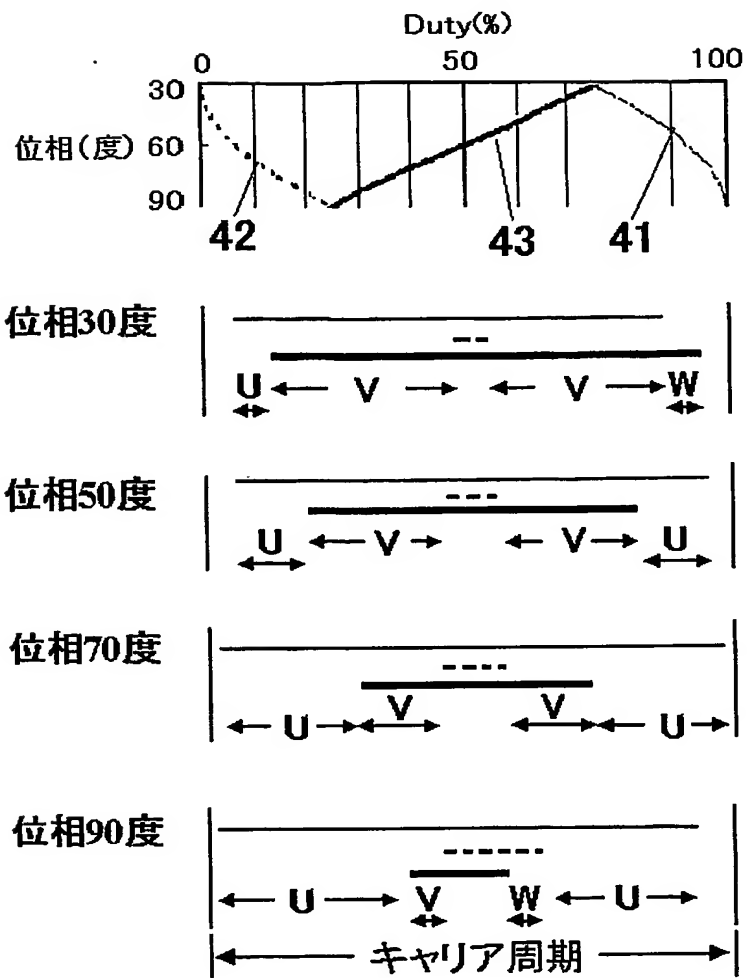 Duty(%)
0 50 100
30
位相(度) 60
90
42 43 41
位相30度
U V V W
位相50度
U V V U
位相70度
U V V U
位相90度
U V W U
キャリア周期